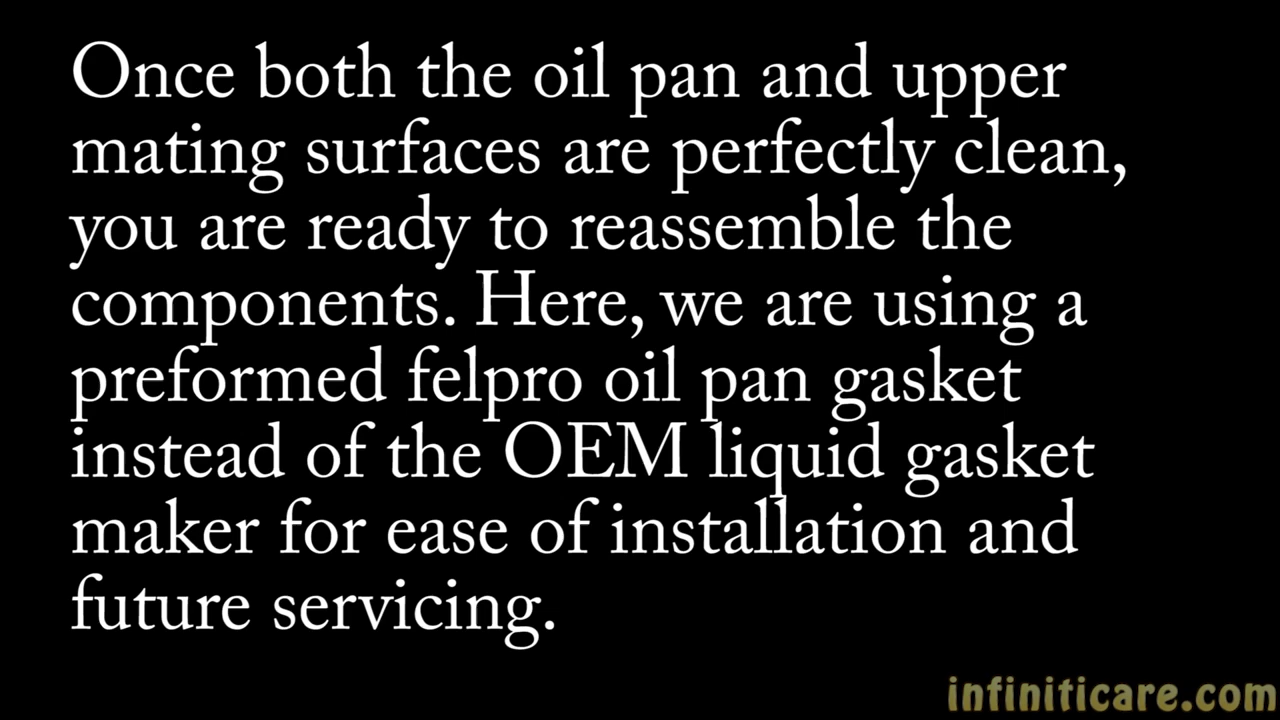 Once both the oil pan and upper
mating surfaces are perfectly clean,
you are ready to reassemble the
components. Here, we are using a
preformed felpro oil pan gasket
instead of the OEM liquid gasket
maker for ease of installation and
future servicing.
infiniticare.com